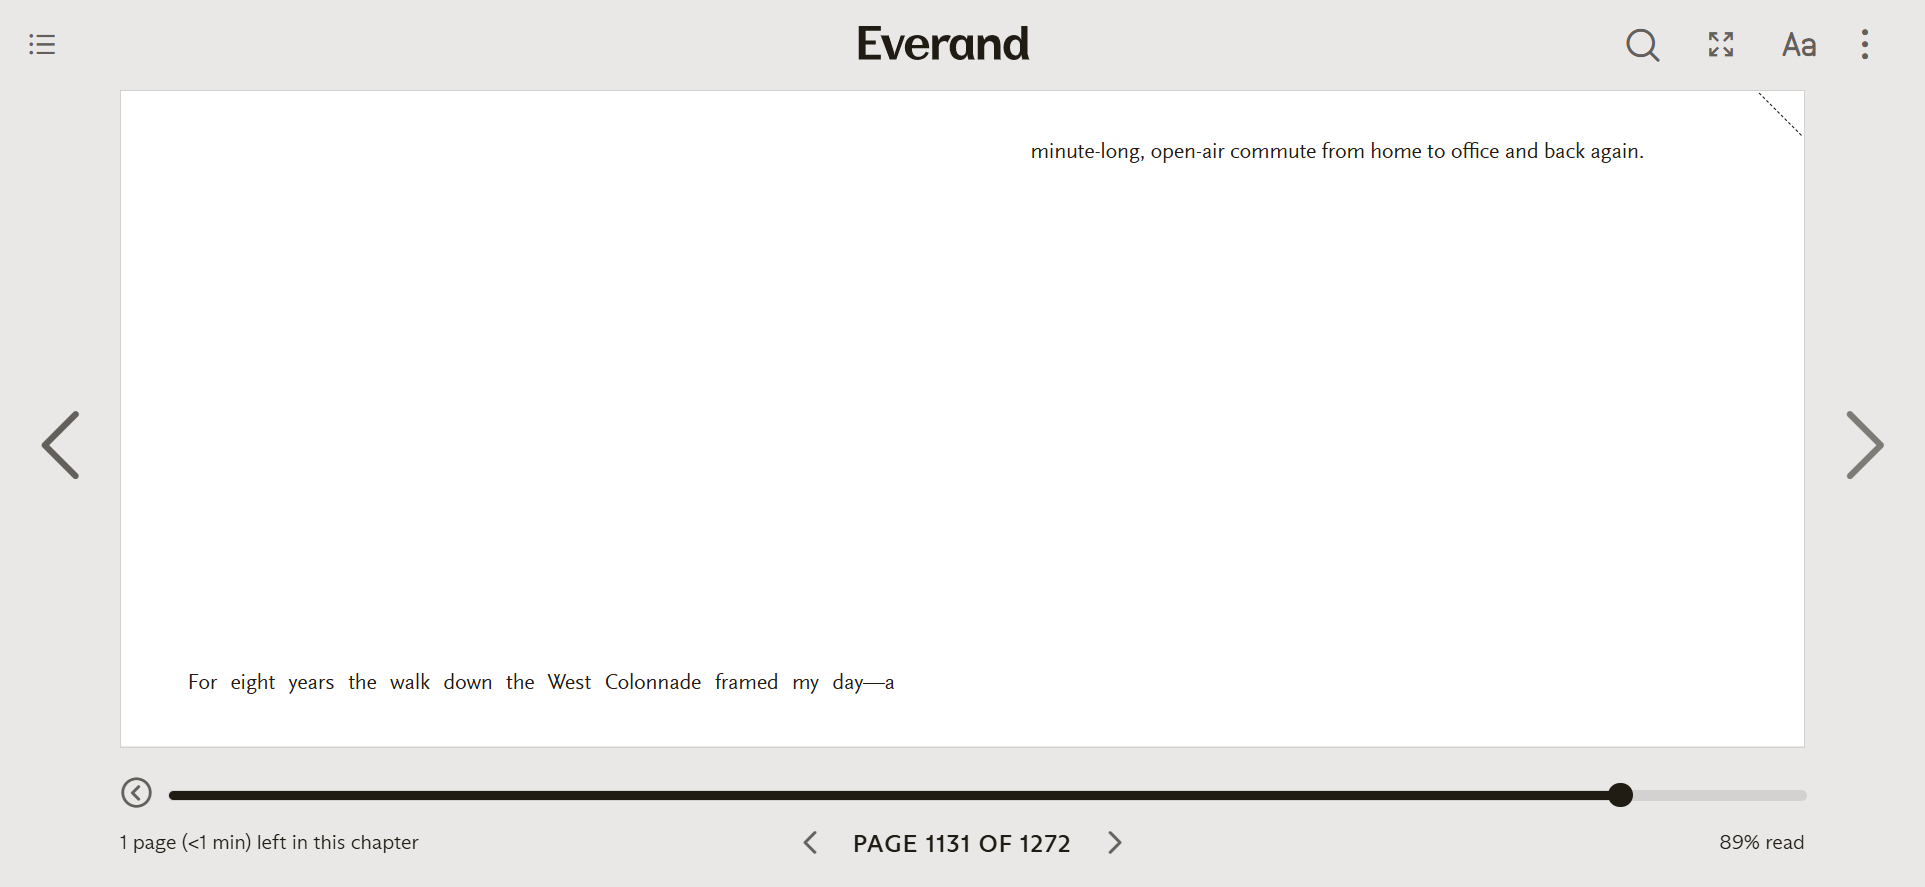 Everand
Aa
For eight years the walk down the West Colonnade framed my day—a
minute-long, open-air commute from home to office and back again.
1 page (<1 min) left in this chapter
PAGE 1131 OF 1272
89% read